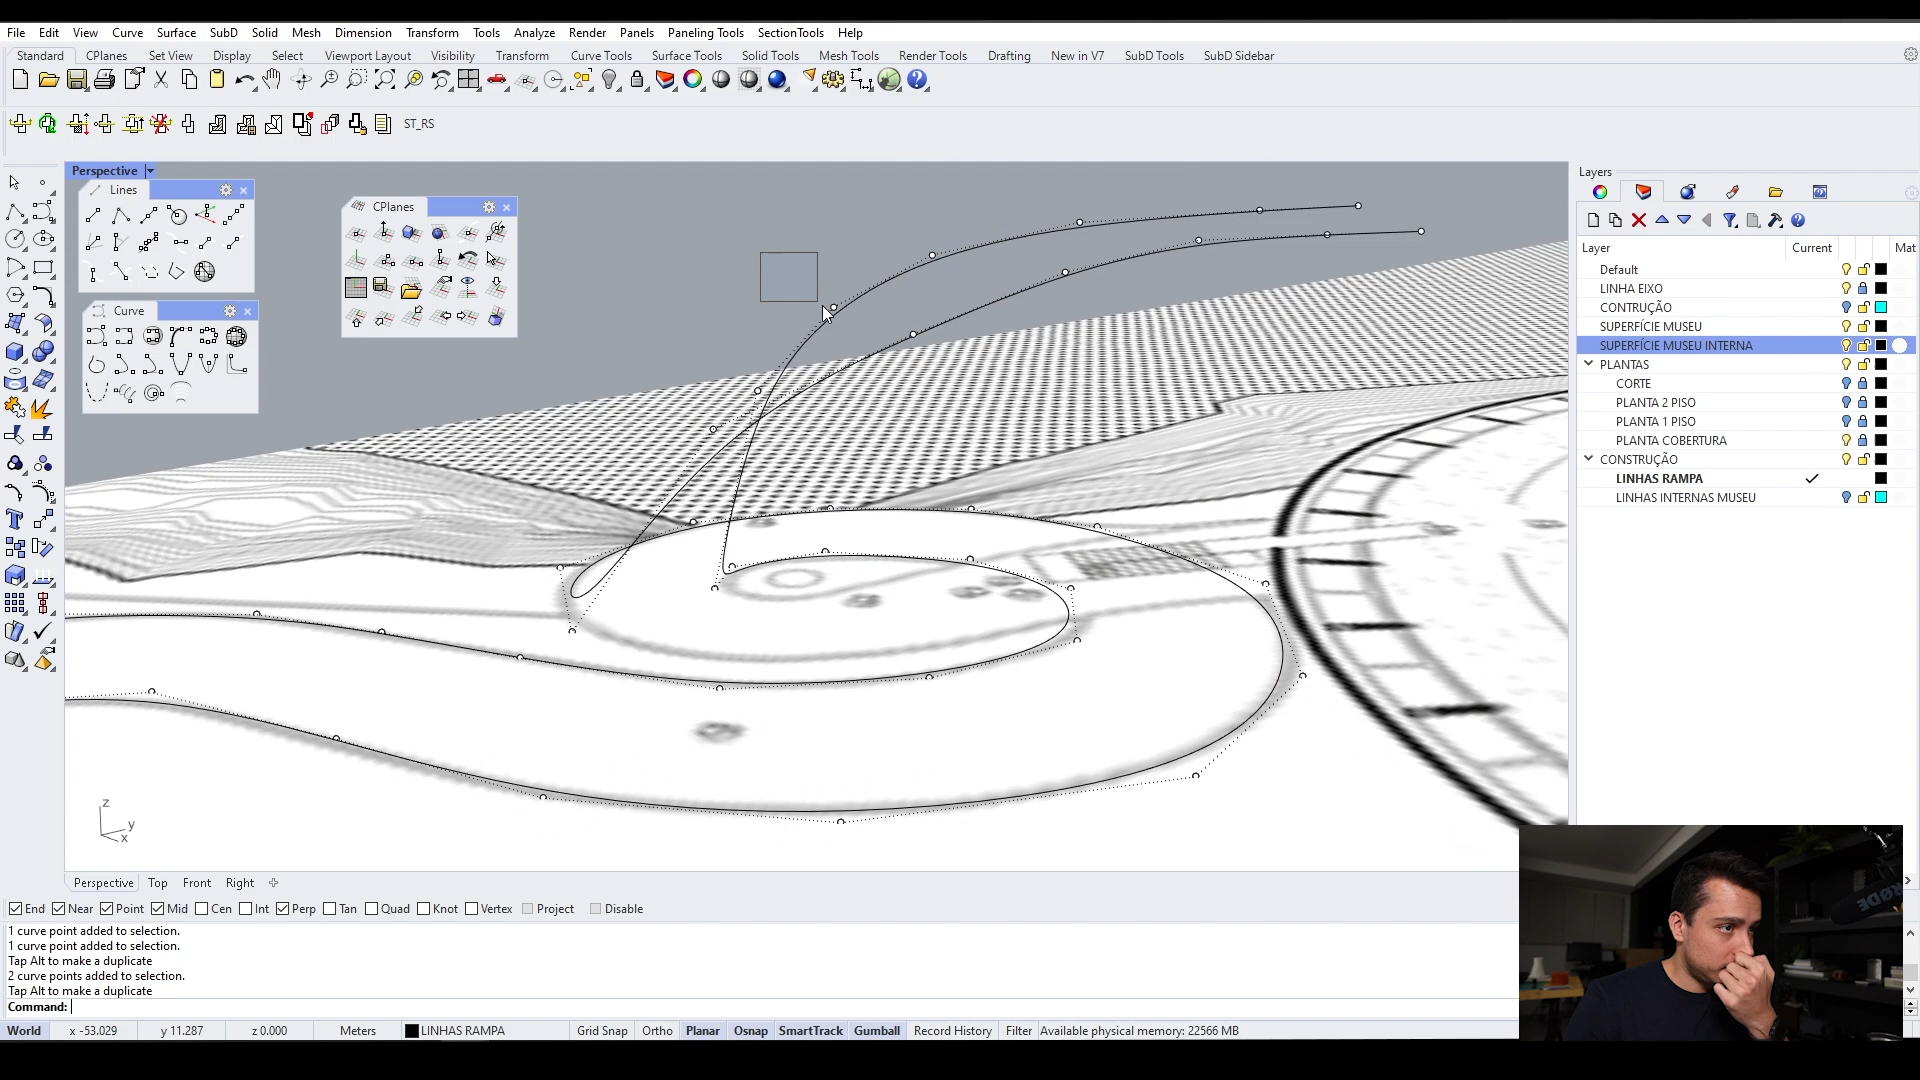 File Edit View Curve Surface SubD Solid Mesh Dimension Transform Tools Analyze Render Panels Paneling Tools SectionTools Help
Standard CPlanes Set View Display Select Viewport Layout Visibility Transform Curve Tools Surface Tools Solid Tools Mesh Tools Render Tools Drafting New in V7 SubD Tools SubD Sidebar
ST_RS
Perspective
Lines
CPlanes
Curve
Layers
Layer Current Mat
Default
LINHA EIXO
CONTRUÇÃO
SUPERFÍCIE MUSEU
SUPERFÍCIE MUSEU INTERNA
PLANTAS
CORTE
PLANTA 2 PISO
PLANTA 1 PISO
PLANTA COBERTURA
CONSTRUÇÃO
LINHAS RAMPA
LINHAS INTERNAS MUSEU
z
y
x
Perspective Top Front Right
End Near Point Mid Cen Int Perp Tan Quad Knot Vertex Project Disable
1 curve point added to selection.
1 curve point added to selection.
Tap Alt to make a duplicate
2 curve points added to selection.
Tap Alt to make a duplicate
Command:
World x -53.029 y 11.287 z 0.000 Meters LINHAS RAMPA Grid Snap Ortho Planar Osnap SmartTrack Gumball Record History Filter Available physical memory: 22566 MB
RØDE